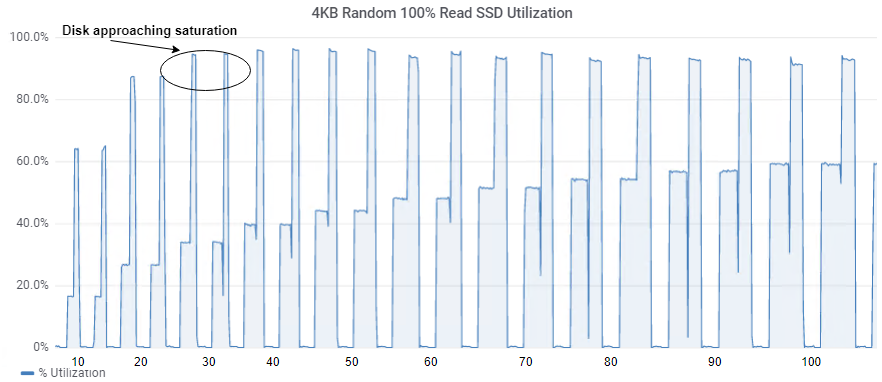 4KB Random 100% Read SSD Utilization
Disk approaching saturation
100.0%
80.0%
60.0%
40.0%
20.0%
0%
10 20 30 40 50 60 70 80 90 100
% Utilization